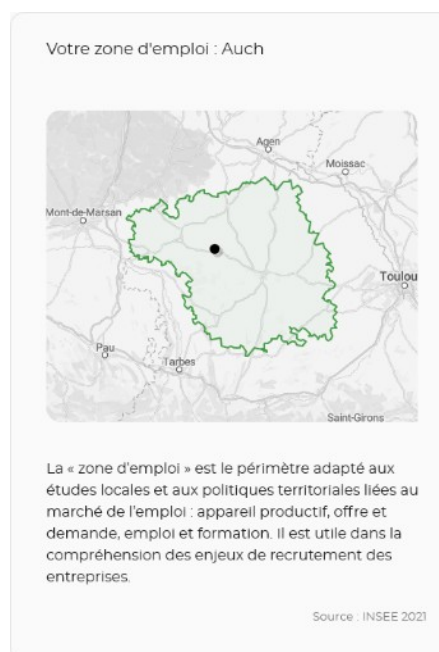 Votre zone d'emploi : Auch
Agen
Moissac
Mont-de-Marsan
Toulou
Pau
Tarbes
Saint-Girons
La « zone d'emploi » est le périmètre adapté aux
études locales et aux politiques territoriales liées au
marché de l'emploi : appareil productif, offre et
demande, emploi et formation. Il est utile dans la
compréhension des enjeux de recrutement des
entreprises.
Source : INSEE 2021